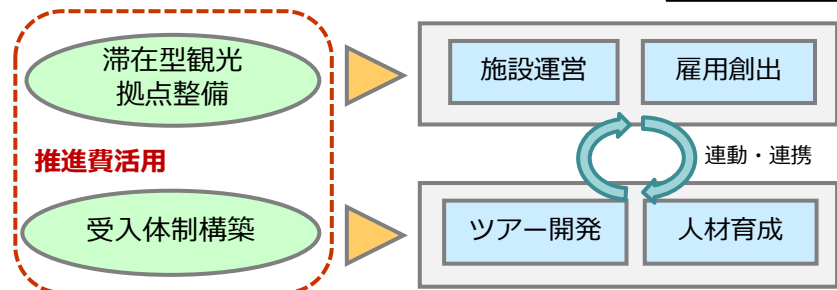 滞在型観光
拠点整備
施設運営
雇用創出
推進費活用
連動・連携
受入体制構築
ツアー開発
人材育成